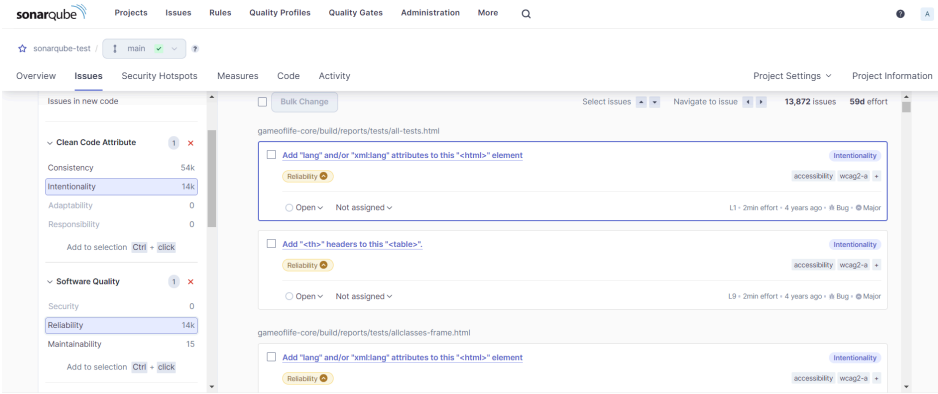 sonarqube Projects Issues Rules Quality Profiles Quality Gates Administration More ? A
sonarqube-test / main ?
Overview Issues Security Hotspots Measures Code Activity Project Settings Project Information
Issues in new code
Clean Code Attribute 1
Consistency 54k
Intentionality 14k
Adaptability 0
Responsibility 0
Add to selection Ctrl + click
Software Quality 1
Security 0
Reliability 14k
Maintainability 15
Add to selection Ctrl + click
Bulk Change Select issues Navigate to issue 13,872 issues 59d effort
gameoflife-core/build/reports/tests/all-tests.html
Add "lang" and/or "xml:lang" attributes to this "<html>" element Intentionality
Reliability accessibility wcag2-a +
Open Not assigned L1 • 2min effort • 4 years ago • Bug • Major
Add "<th>" headers to this "<table>". Intentionality
Reliability accessibility wcag2-a +
Open Not assigned L9 • 2min effort • 4 years ago • Bug • Major
gameoflife-core/build/reports/tests/allclasses-frame.html
Add "lang" and/or "xml:lang" attributes to this "<html>" element Intentionality
Reliability accessibility wcag2-a +